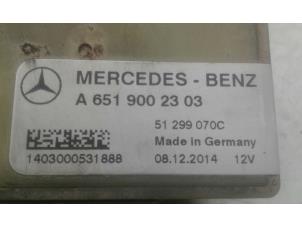 MERCEDES - BENZ
A 651 900 23 03
51 299 070C
Made in Germany
1403000531888 08.12.2014 12V